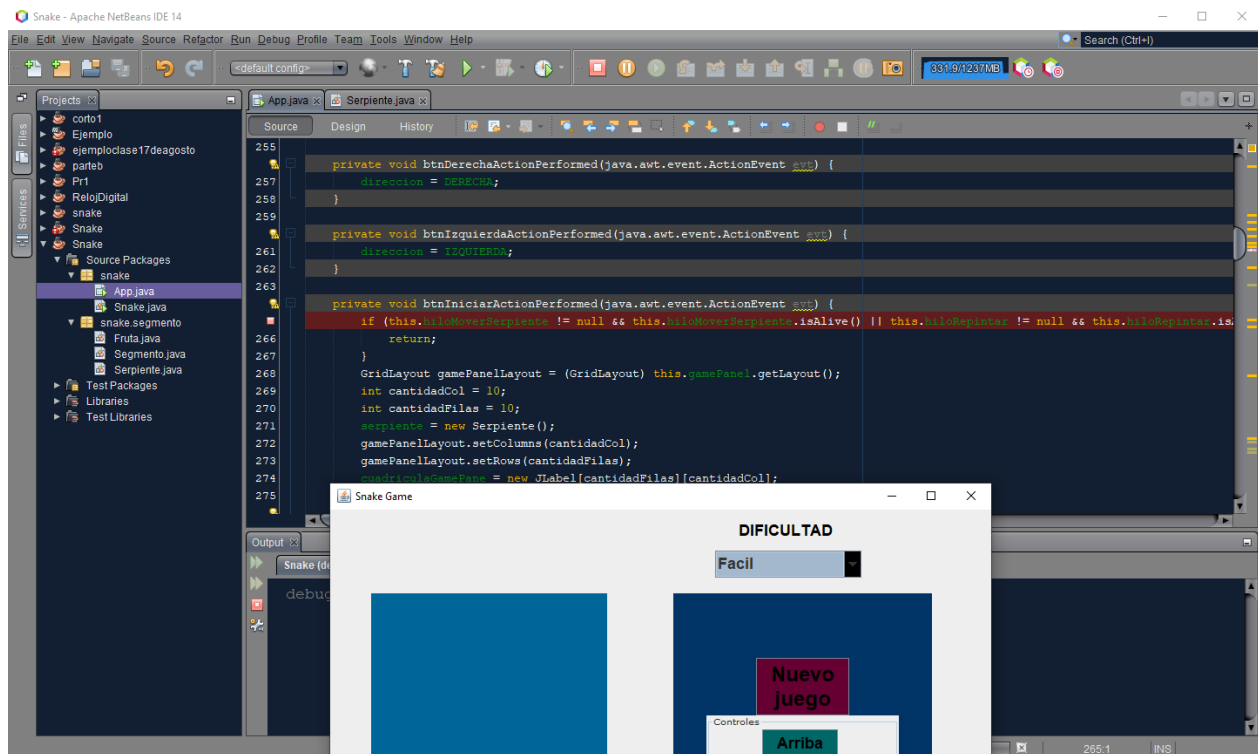 Snake - Apache NetBeans IDE 14
File Edit View Navigate Source Refactor Run Debug Profile Team Tools Window Help
Search (Ctrl+I)
<default config>
831.9/1237MB
Files
Services
Projects
corto1
Ejemplo
ejemploclase17deagosto
parteb
Pr1
RelojDigital
snake
Snake
Snake
Source Packages
snake
App.java
Snake.java
snake.segmento
Fruta.java
Segmento.java
Serpiente.java
Test Packages
Libraries
Test Libraries
App.java
Serpiente.java
Source
Design
History
255
private void btnDerechaActionPerformed(java.awt.event.ActionEvent evt) {
257 direccion = DERECHA;
258 }
259
private void btnIzquierdaActionPerformed(java.awt.event.ActionEvent evt) {
261 direccion = IZQUIERDA;
262 }
263
private void btnIniciarActionPerformed(java.awt.event.ActionEvent evt) {
if (this.hiloMoverSerpiente != null && this.hiloMoverSerpiente.isAlive() || this.hiloRepintar != null && this.hiloRepintar.is
266 return;
267 }
268 GridLayout gamePanelLayout = (GridLayout) this.gamePanel.getLayout();
269 int cantidadCol = 10;
270 int cantidadFilas = 10;
271 serpiente = new Serpiente();
272 gamePanelLayout.setColumns(cantidadCol);
273 gamePanelLayout.setRows(cantidadFilas);
274 cuadriculaGamePane = new JLabel[cantidadFilas][cantidadCol];
275
Output
Snake (de
debug
Snake Game
DIFICULTAD
Facil
Nuevo
juego
Controles
Arriba
265:1
INS